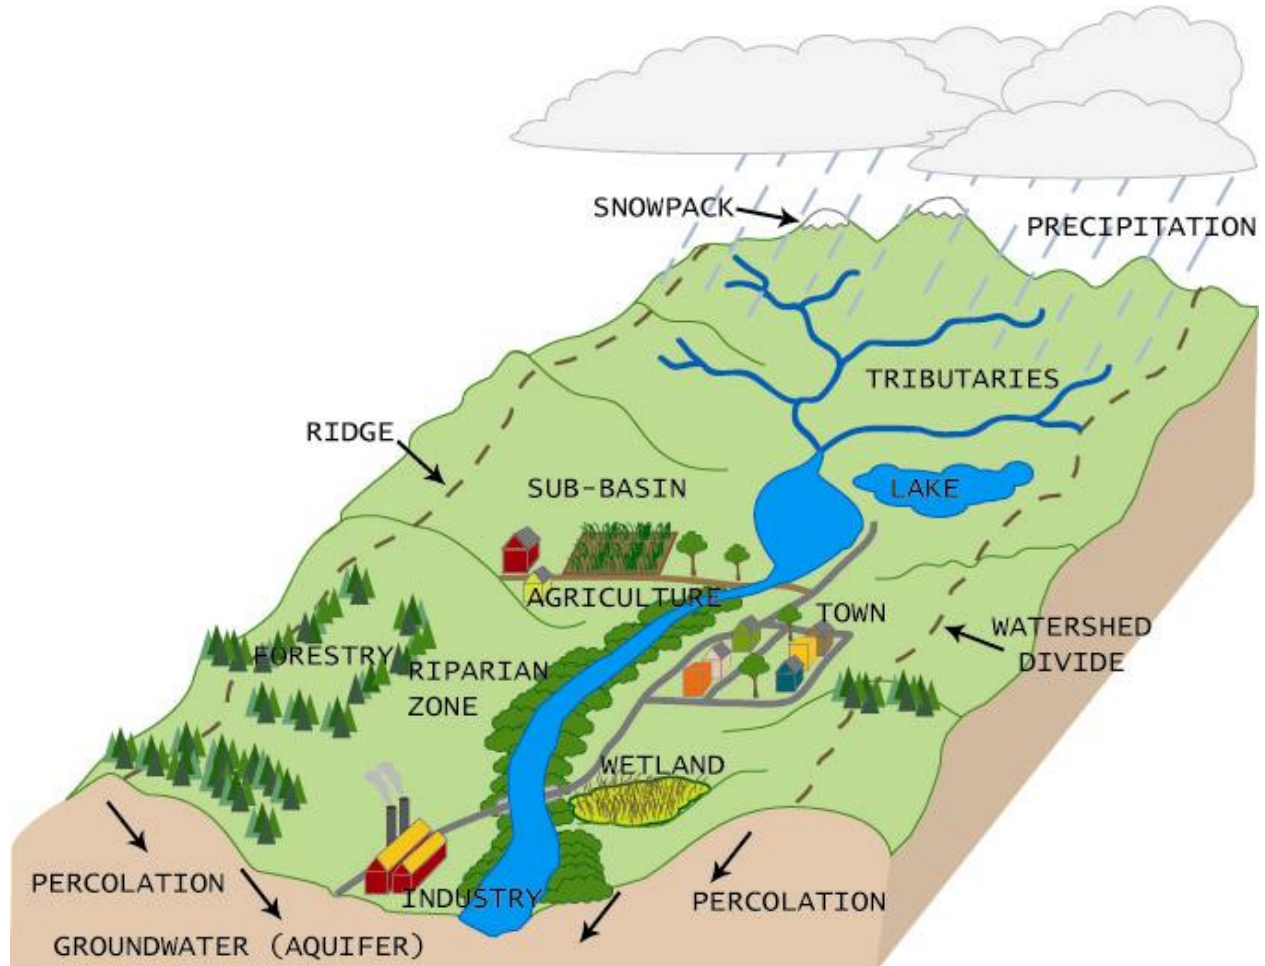 SNOWPACK
PRECIPITATION
TRIBUTARIES
RIDGE
SUB-BASIN
LAKE
AGRICULTURE
TOWN
WATERSHED
DIVIDE
FORESTRY
RIPARIAN
ZONE
WETLAND
PERCOLATION
INDUSTRY
PERCOLATION
GROUNDWATER (AQUIFER)